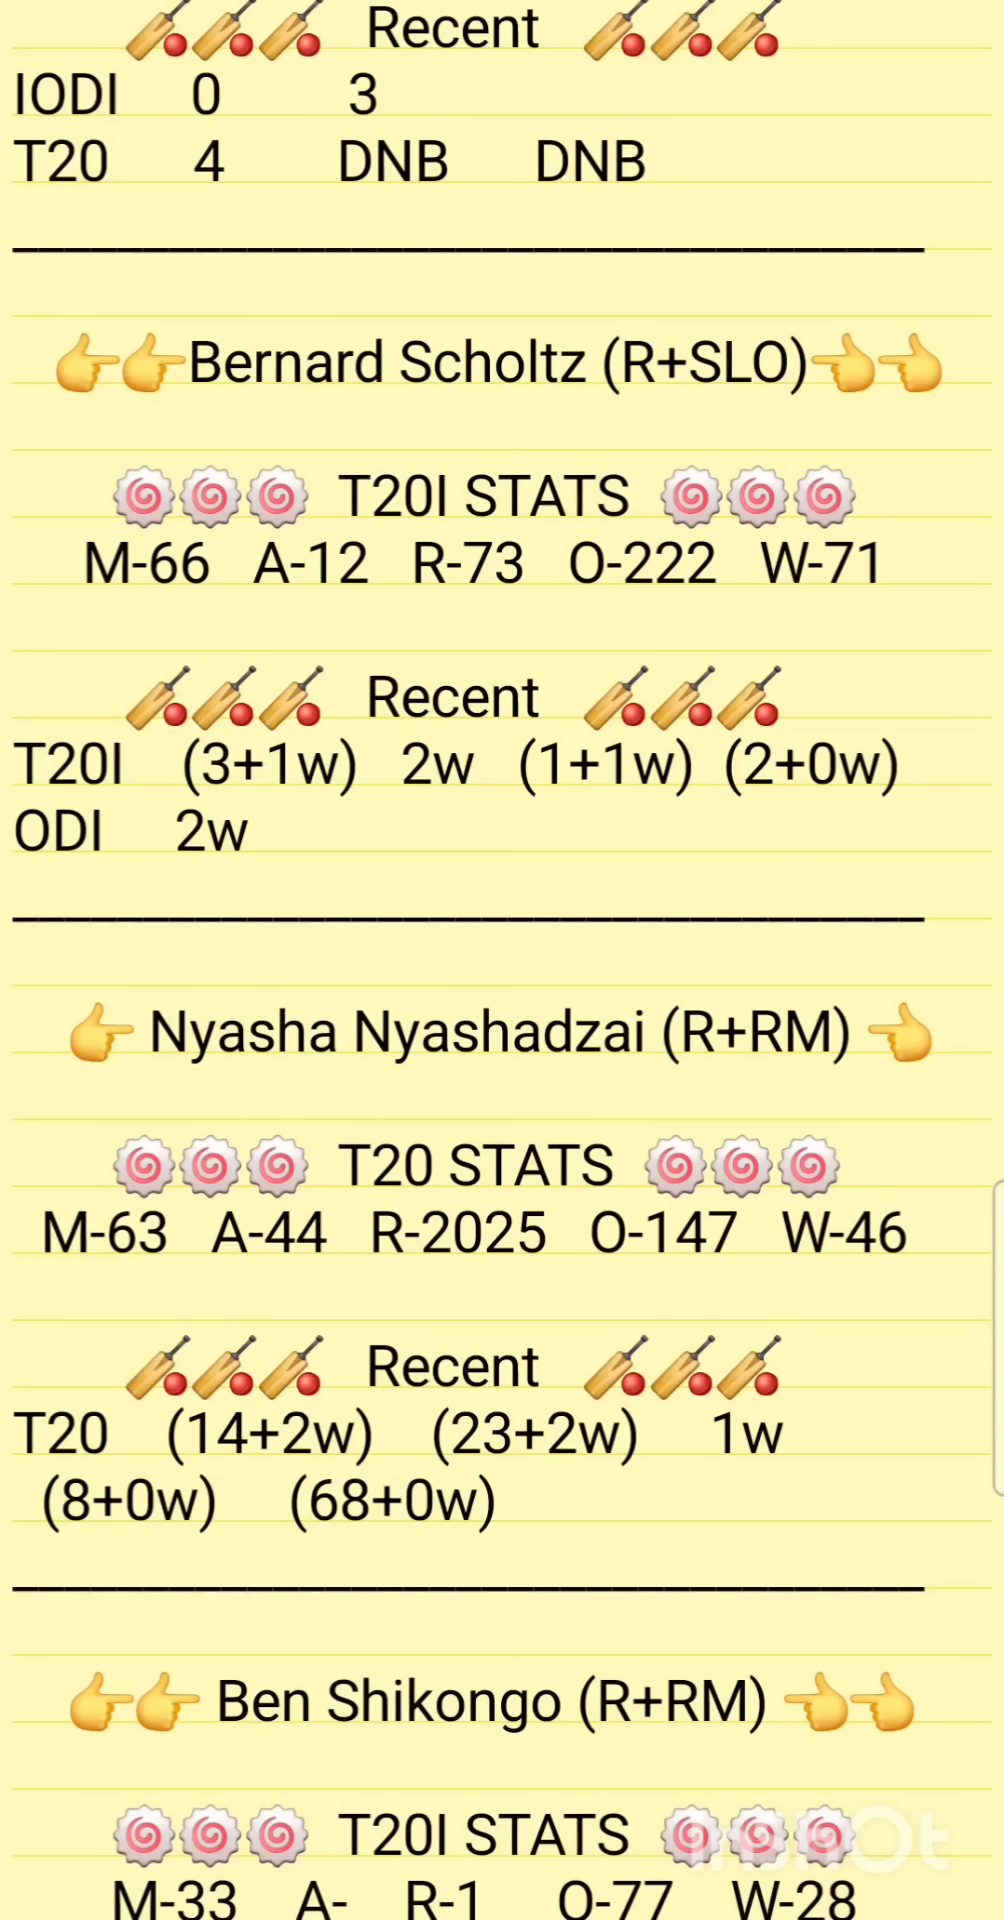 Recent
IODI 0 3
T20 4 DNB DNB
Bernard Scholtz (R+SLO)
T20I STATS
M-66 A-12 R-73 O-222 W-71
Recent
T20I (3+1w) 2w (1+1w) (2+0w)
ODI 2w
Nyasha Nyashadzai (R+RM)
T20 STATS
M-63 A-44 R-2025 O-147 W-46
Recent
T20 (14+2w) (23+2w) 1w
(8+0w) (68+0w)
Ben Shikongo (R+RM)
T20I STATS
M-33 A- R-1 O-77 W-28